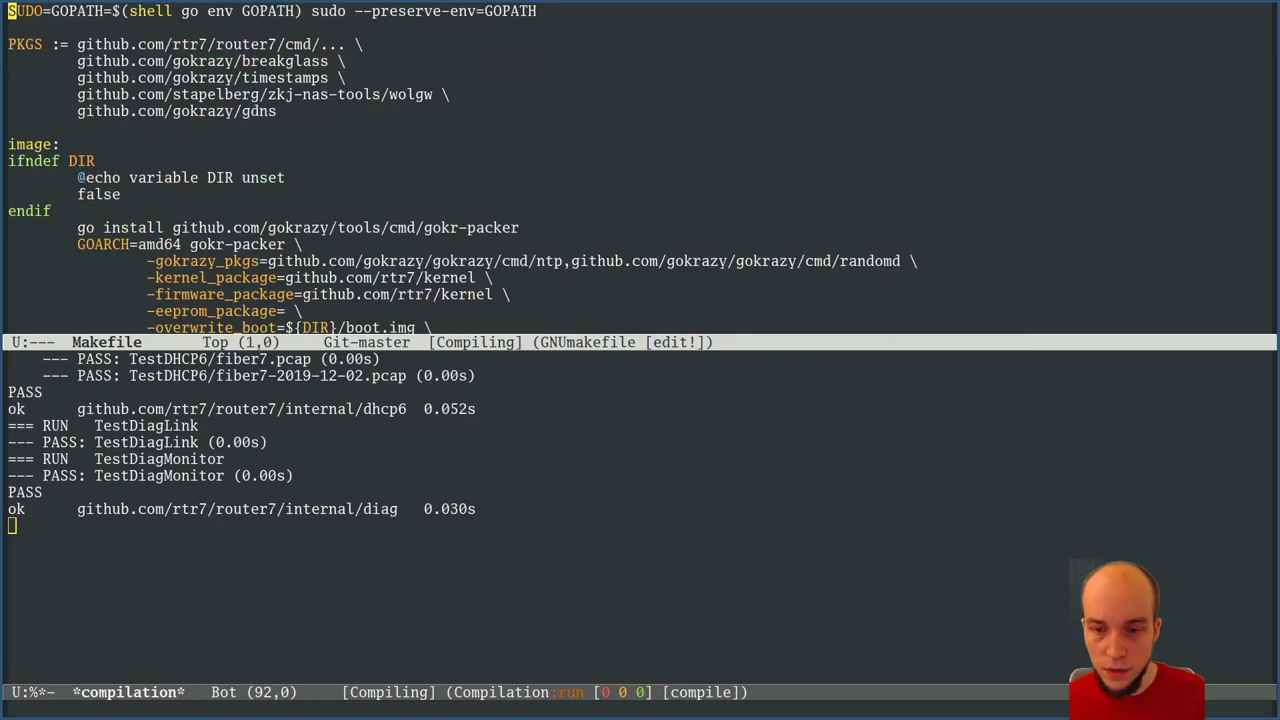 SUDO=GOPATH=$(shell go env GOPATH) sudo --preserve-env=GOPATH
PKGS := github.com/rtr7/router7/cmd/... \
github.com/gokrazy/breakglass \
github.com/gokrazy/timestamps \
github.com/stapelberg/zkj-nas-tools/wolgw \
github.com/gokrazy/gdns
image:
ifndef DIR
@echo variable DIR unset
false
endif
go install github.com/gokrazy/tools/cmd/gokr-packer
GOARCH=amd64 gokr-packer \
-gokrazy_pkgs=github.com/gokrazy/gokrazy/cmd/ntp,github.com/gokrazy/gokrazy/cmd/randomd \
-kernel_package=github.com/rtr7/kernel \
-firmware_package=github.com/rtr7/kernel \
-eeprom_package= \
-overwrite_boot=${DIR}/boot.img \
U:--- Makefile Top (1,0) Git-master [Compiling] (GNUmakefile [edit!])
--- PASS: TestDHCP6/fiber7.pcap (0.00s)
--- PASS: TestDHCP6/fiber7-2019-12-02.pcap (0.00s)
PASS
ok github.com/rtr7/router7/internal/dhcp6 0.052s
=== RUN TestDiagLink
--- PASS: TestDiagLink (0.00s)
=== RUN TestDiagMonitor
--- PASS: TestDiagMonitor (0.00s)
PASS
ok github.com/rtr7/router7/internal/diag 0.030s
U:%*- *compilation* Bot (92,0) [Compiling] (Compilation:run [0 0 0] [compile])